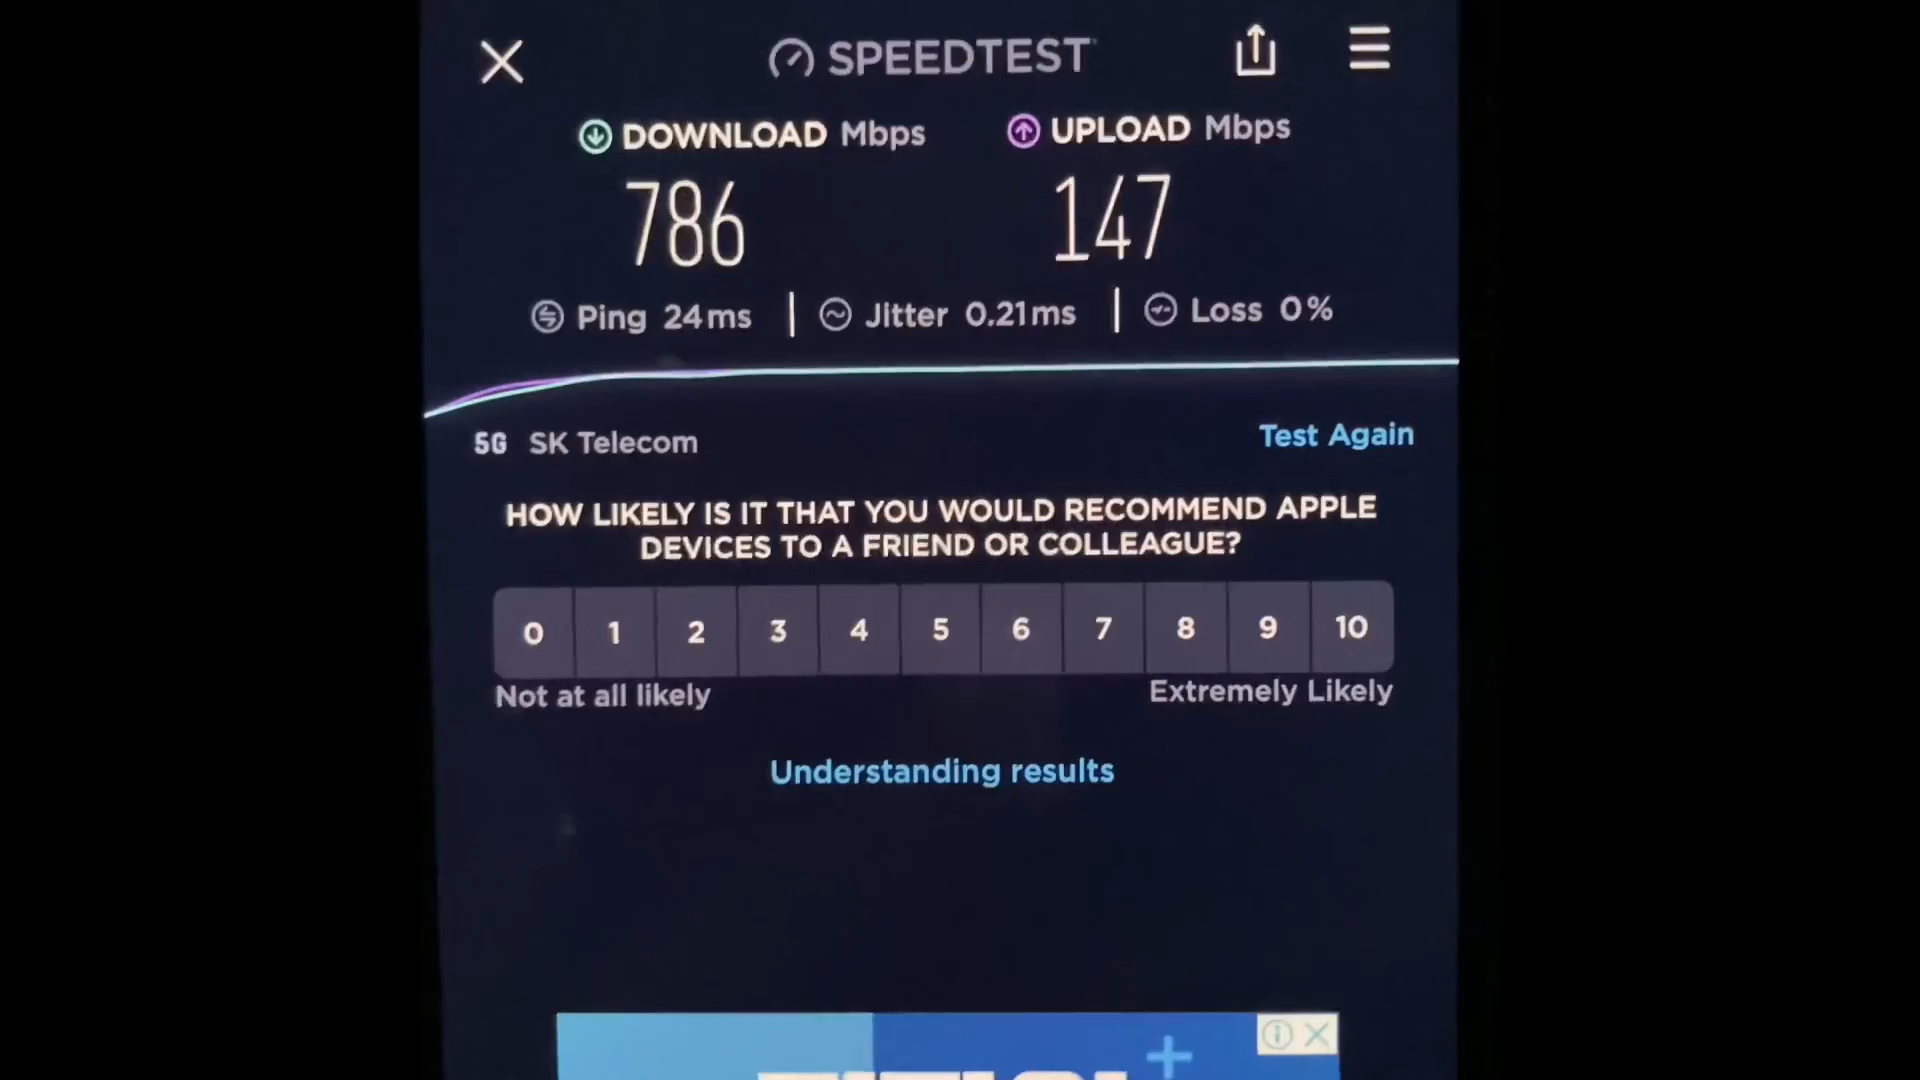 SPEEDTEST
DOWNLOAD Mbps
UPLOAD Mbps
786
147
Ping 24ms
Jitter 0.21ms
Loss 0%
5G SK Telecom
Test Again
HOW LIKELY IS IT THAT YOU WOULD RECOMMEND APPLE
DEVICES TO A FRIEND OR COLLEAGUE?
0 1 2 3 4 5 6 7 8 9 10
Not at all likely
Extremely Likely
Understanding results